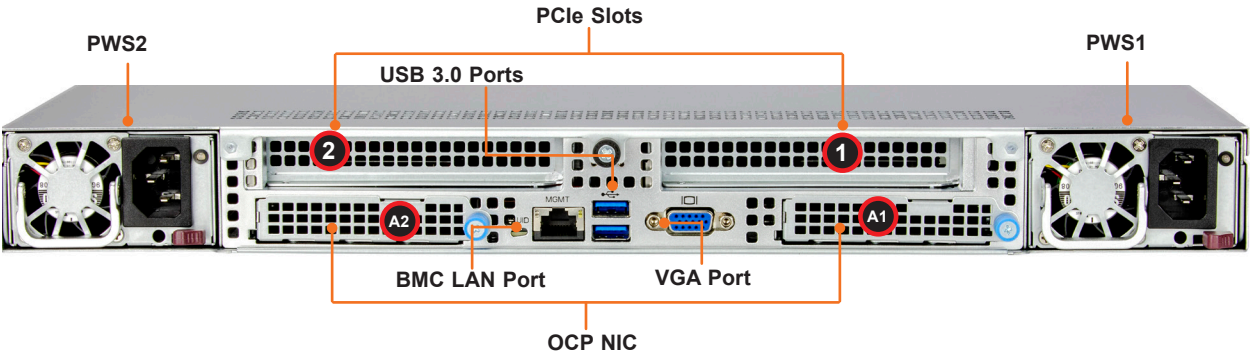 PCIe Slots
PWS2
PWS1
USB 3.0 Ports
2
1
MGMT
A2
UID
A1
BMC LAN Port
VGA Port
OCP NIC